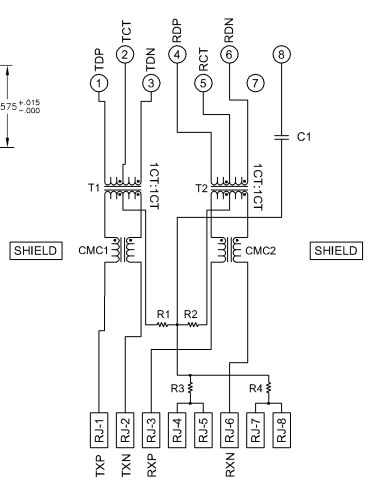 TDP
TCT
TDN
RDP
RCT
RDN
1
2
3
4
5
6
7
8
.575 +.015 -.000
C1
T1
1CT:1CT
T2
1CT:1CT
SHIELD
CMC1
CMC2
SHIELD
R1
R2
R3
R4
RJ-1
RJ-2
RJ-3
RJ-4
RJ-5
RJ-6
RJ-7
RJ-8
TXP
TXN
RXP
RXN